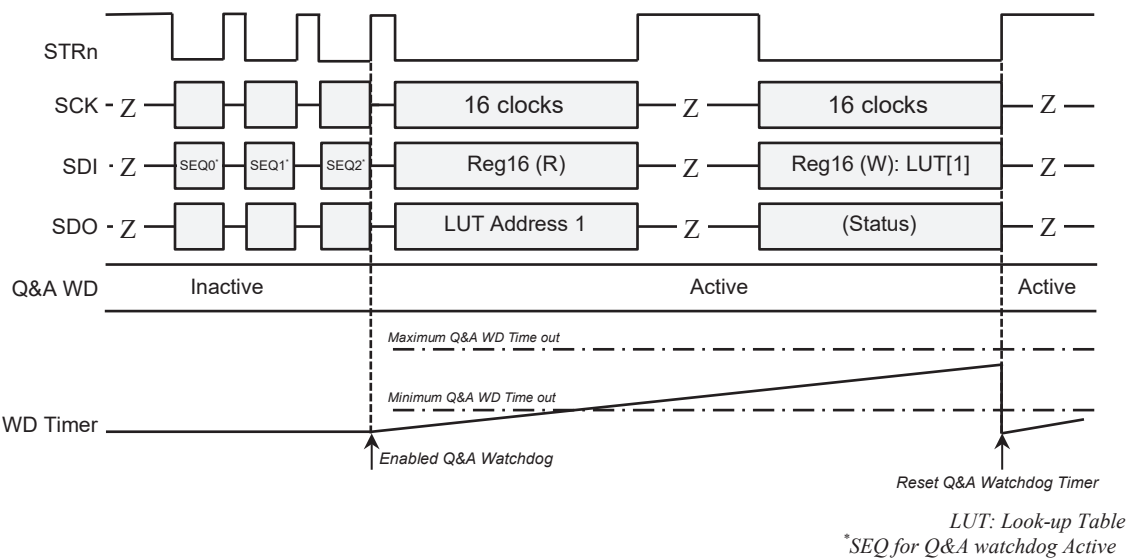 STRn
SCK Z 16 clocks Z 16 clocks Z
SDI Z SEQ0* SEQ1* SEQ2* Reg16 (R) Z Reg16 (W): LUT[1] Z
SDO Z LUT Address 1 Z (Status) Z
Q&A WD Inactive Active Active
Maximum Q&A WD Time out
Minimum Q&A WD Time out
WD Timer
Enabled Q&A Watchdog
Reset Q&A Watchdog Timer
LUT: Look-up Table
*SEQ for Q&A watchdog Active